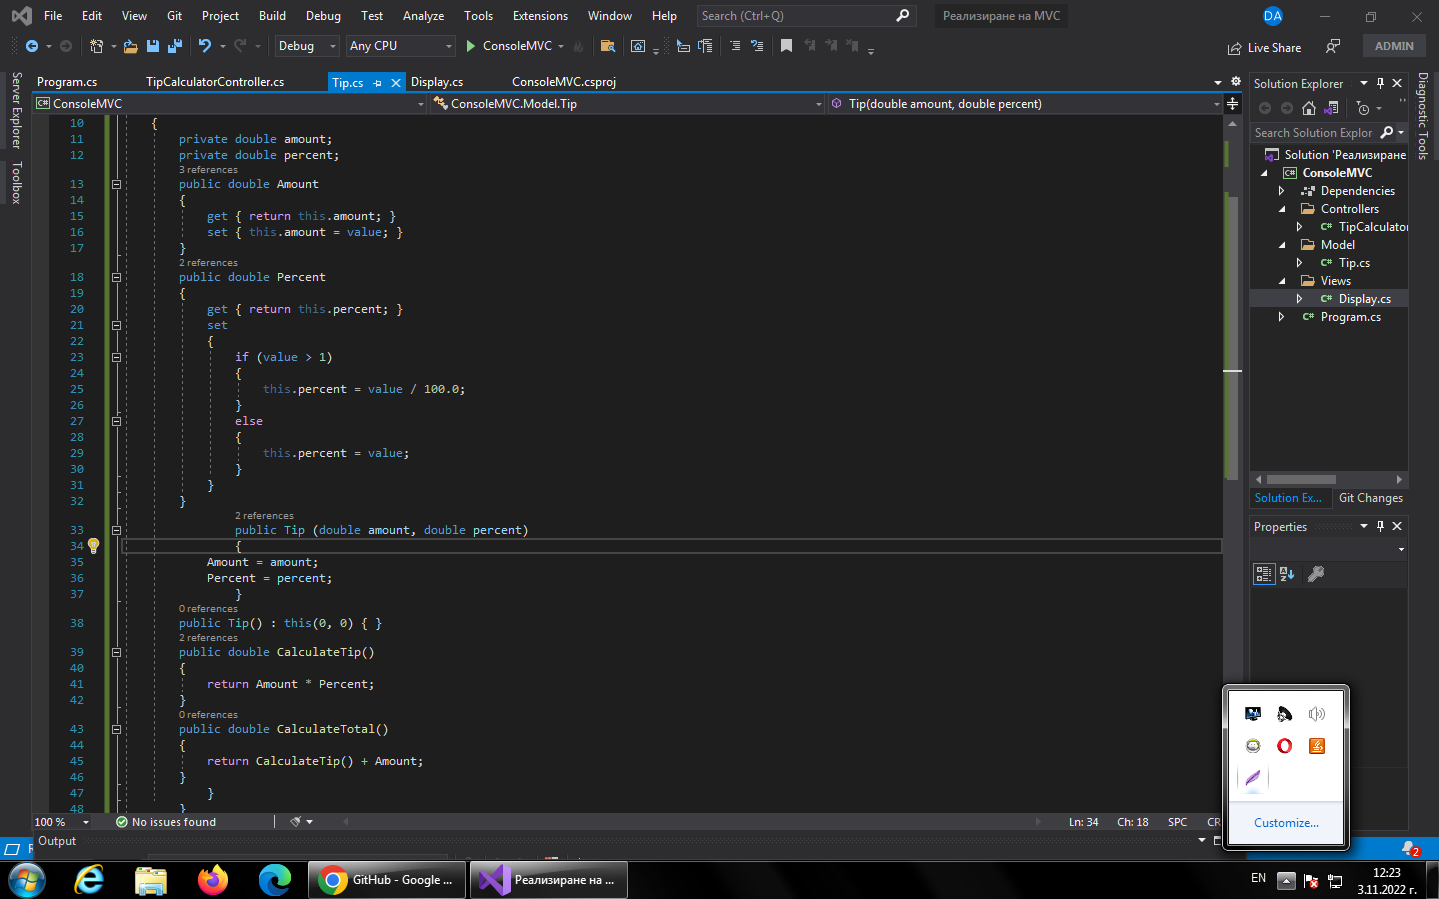 File Edit View Git Project Build Debug Test Analyze Tools Extensions Window Help Search (Ctrl+Q) Реализиране на MVC DA
Debug Any CPU ConsoleMVC Live Share ADMIN
Server Explorer
Toolbox
Program.cs TipCalculatorController.cs Tip.cs Display.cs ConsoleMVC.csproj
ConsoleMVC ConsoleMVC.Model.Tip Tip(double amount, double percent)
10 {
11 private double amount;
12 private double percent;
3 references
13 public double Amount
14 {
15 get { return this.amount; }
16 set { this.amount = value; }
17 }
2 references
18 public double Percent
19 {
20 get { return this.percent; }
21 set
22 {
23 if (value > 1)
24 {
25 this.percent = value / 100.0;
26 }
27 else
28 {
29 this.percent = value;
30 }
31 }
32 }
2 references
33 public Tip (double amount, double percent)
34 {
35 Amount = amount;
36 Percent = percent;
37 }
0 references
38 public Tip() : this(0, 0) { }
2 references
39 public double CalculateTip()
40 {
41 return Amount * Percent;
42 }
0 references
43 public double CalculateTotal()
44 {
45 return CalculateTip() + Amount;
46 }
47 }
48 }
100 % No issues found Ln: 34 Ch: 18 SPC CR
Output
Solution Explorer
Search Solution Explor
Solution 'Реализиране
C# ConsoleMVC
Dependencies
Controllers
C# TipCalculator
Model
C# Tip.cs
Views
C# Display.cs
C# Program.cs
Solution Ex... Git Changes
Properties
Diagnostic Tools
Customize...
2
GitHub - Google ... Реализиране на ... EN 12:23
3.11.2022 г.